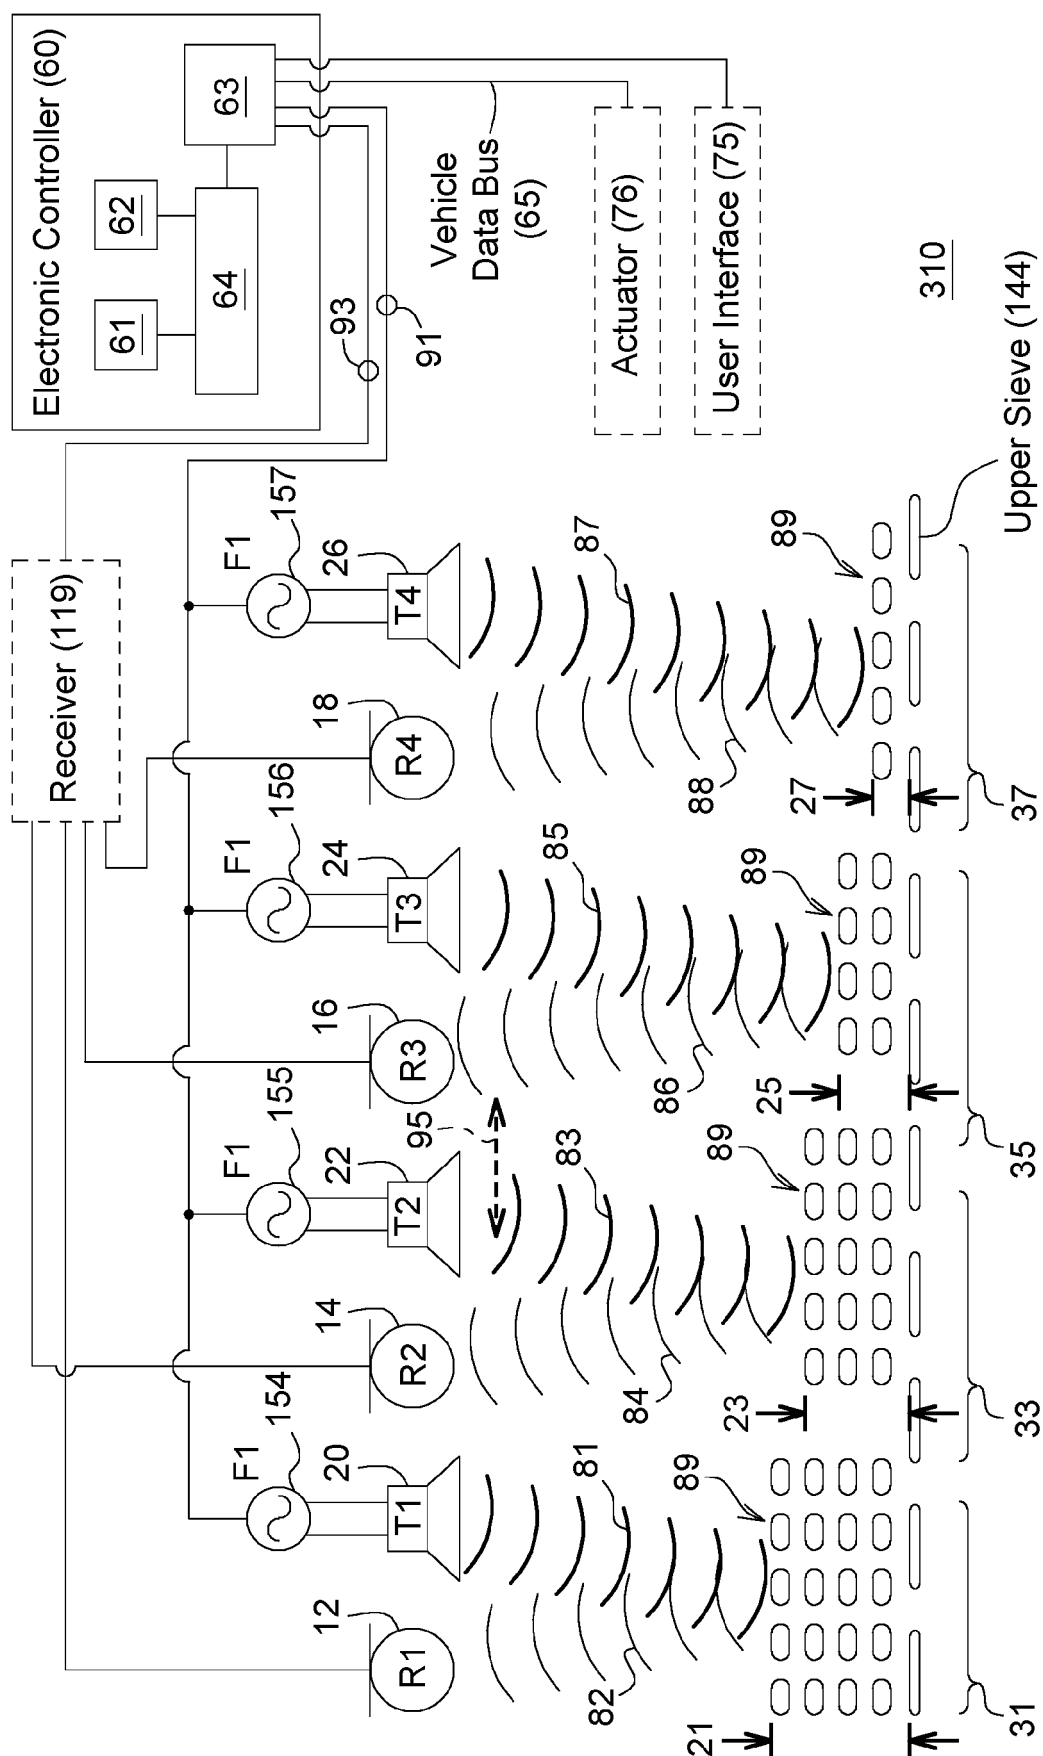 Electronic Controller (60)
61
62
63
64
93
91
Vehicle
Data Bus
(65)
Actuator (76)
User Interface (75)
310
Receiver (119)
F1
154
F1
155
F1
156
F1
157
12
R1
20
T1
14
R2
22
T2
16
R3
24
T3
18
R4
26
T4
95
82
81
84
83
86
85
88
87
89
89
89
89
21
23
25
27
31
33
35
37
Upper Sieve (144)